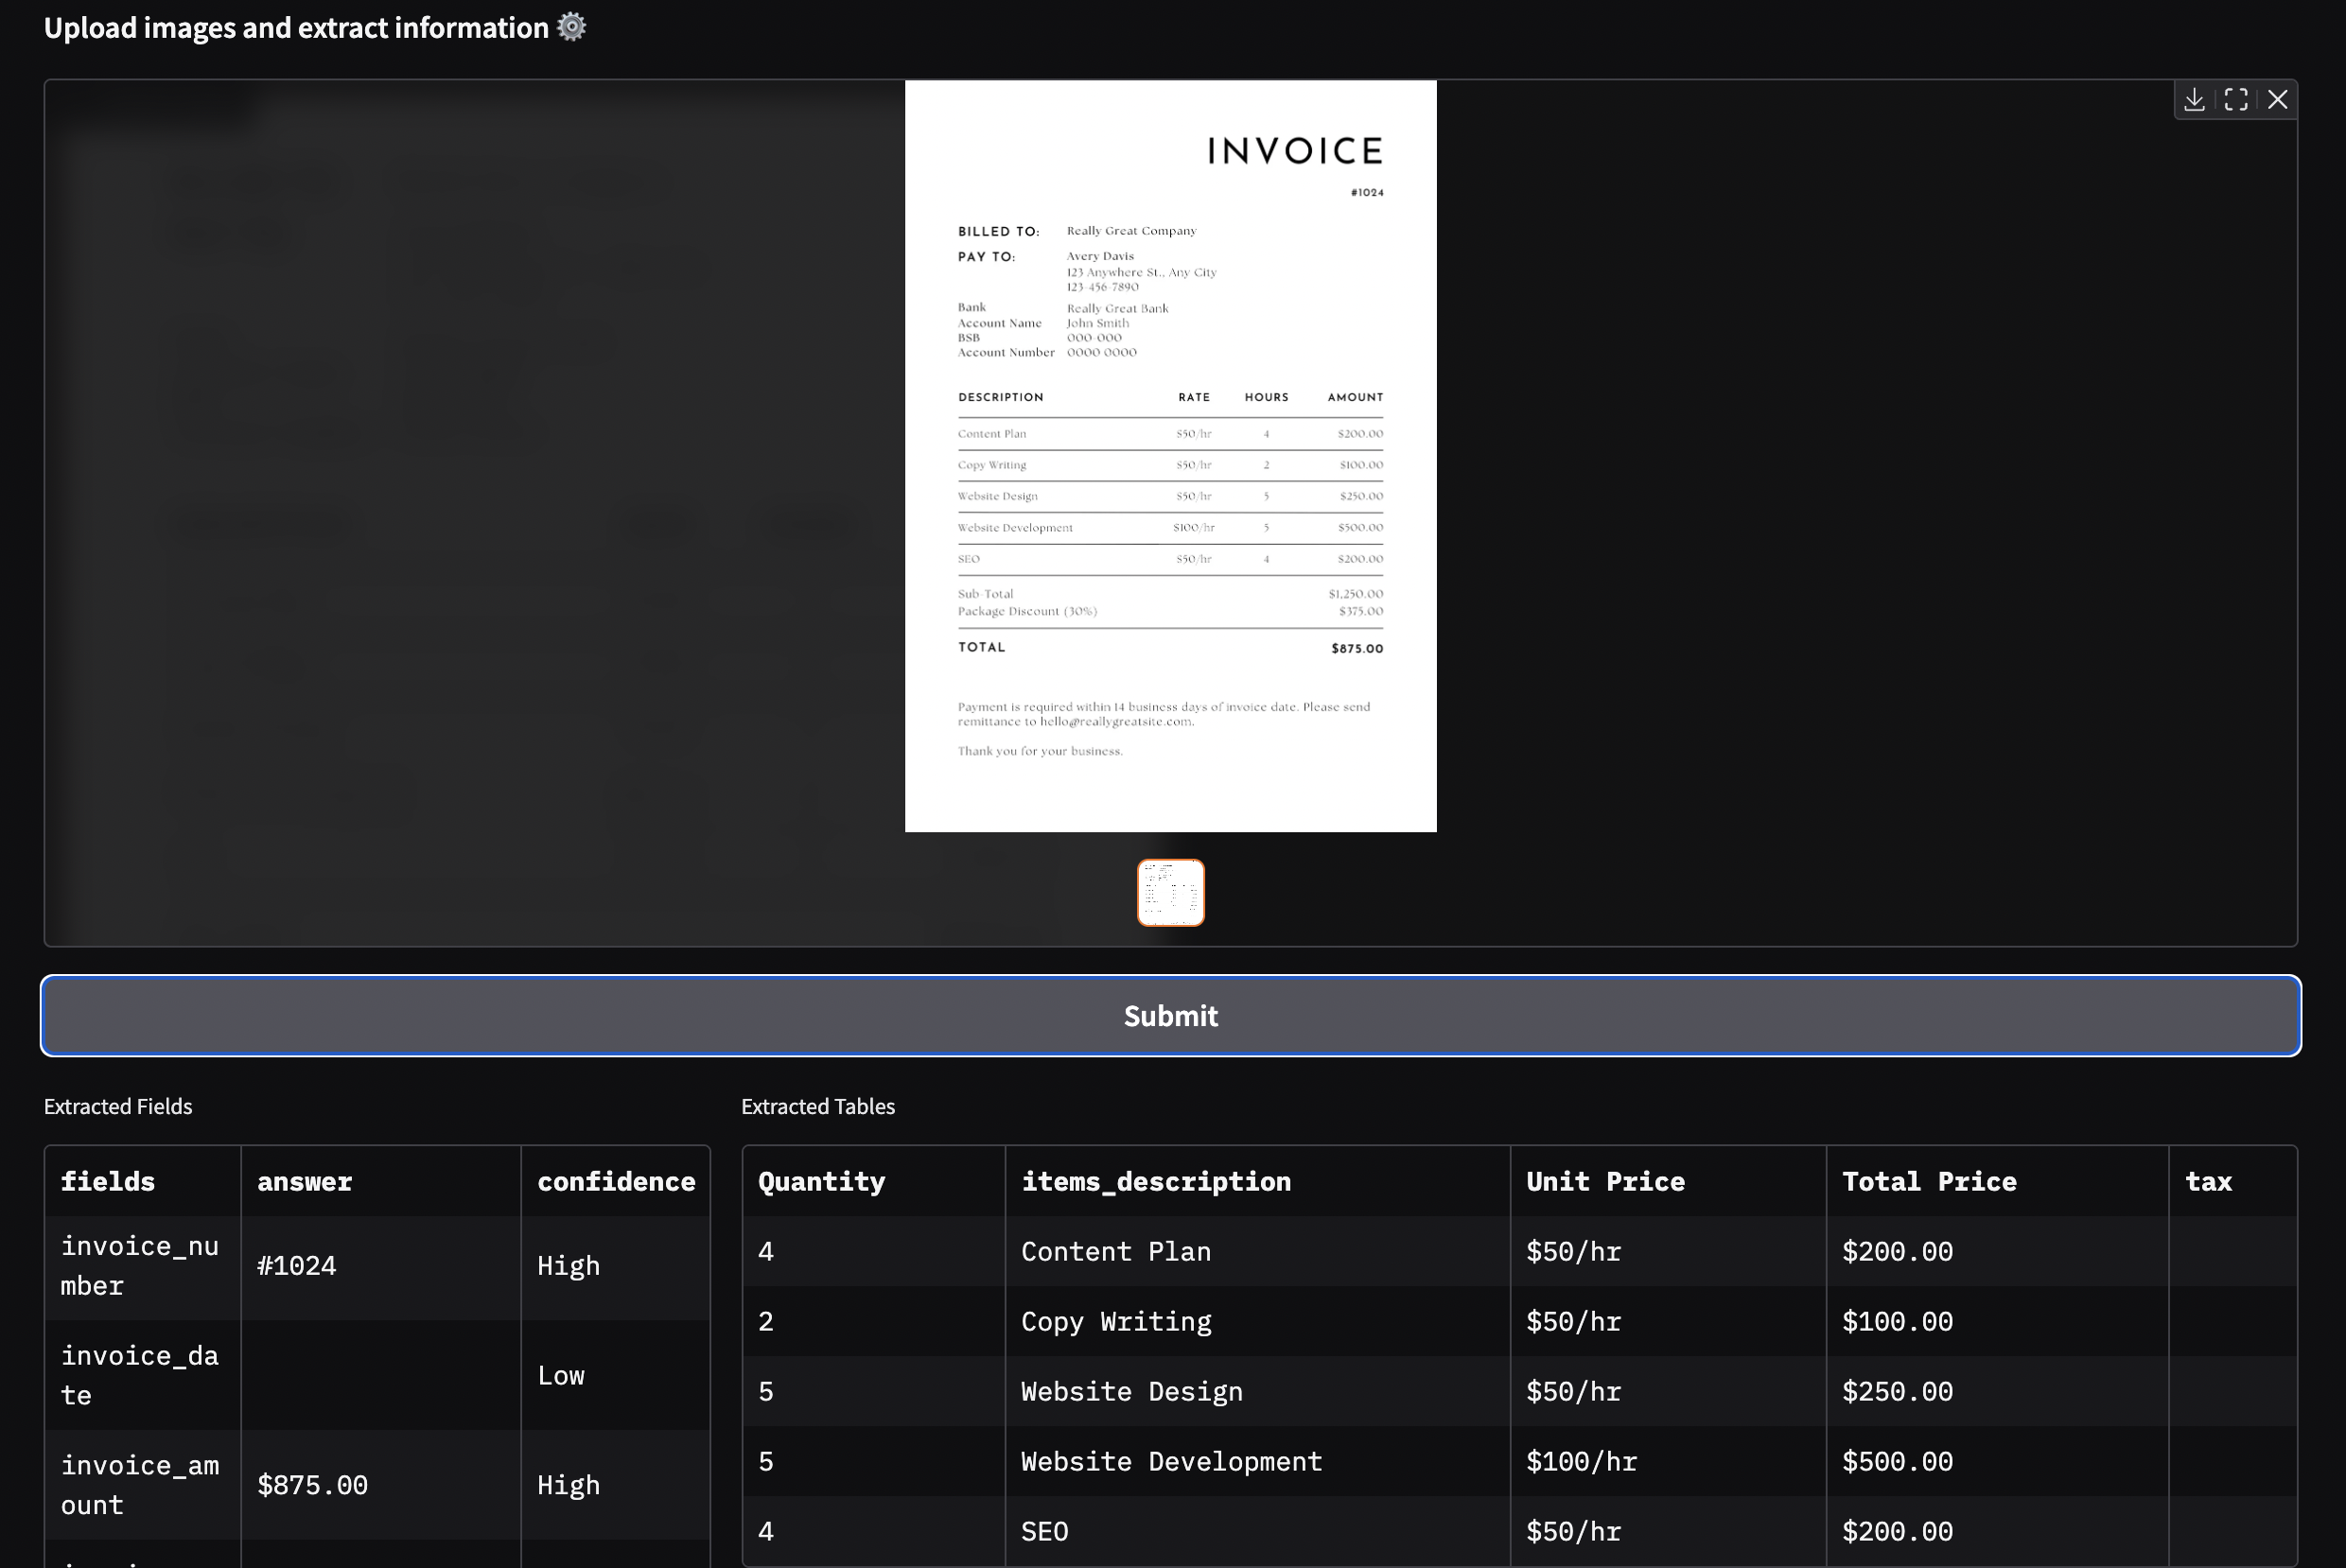 Upload images and extract information ⚙️
INVOICE
#1024
BILLED TO: Really Great Company
PAY TO: Avery Davis
123 Anywhere St., Any City
123-456-7890
Bank Really Great Bank
Account Name John Smith
BSB 000-000
Account Number 0000 0000
DESCRIPTION RATE HOURS AMOUNT
Content Plan $50/hr 4 $200.00
Copy Writing $50/hr 2 $100.00
Website Design $50/hr 5 $250.00
Website Development $100/hr 5 $500.00
SEO $50/hr 4 $200.00
Sub-Total $1,250.00
Package Discount (30%) $375.00
TOTAL $875.00
Payment is required within 14 business days of invoice date. Please send
remittance to hello@reallygreatsite.com.
Thank you for your business.
Submit
Extracted Fields
fields answer confidence
invoice_nu
mber #1024 High
invoice_da
te Low
invoice_am
ount $875.00 High
Extracted Tables
Quantity items_description Unit Price Total Price tax
4 Content Plan $50/hr $200.00
2 Copy Writing $50/hr $100.00
5 Website Design $50/hr $250.00
5 Website Development $100/hr $500.00
4 SEO $50/hr $200.00